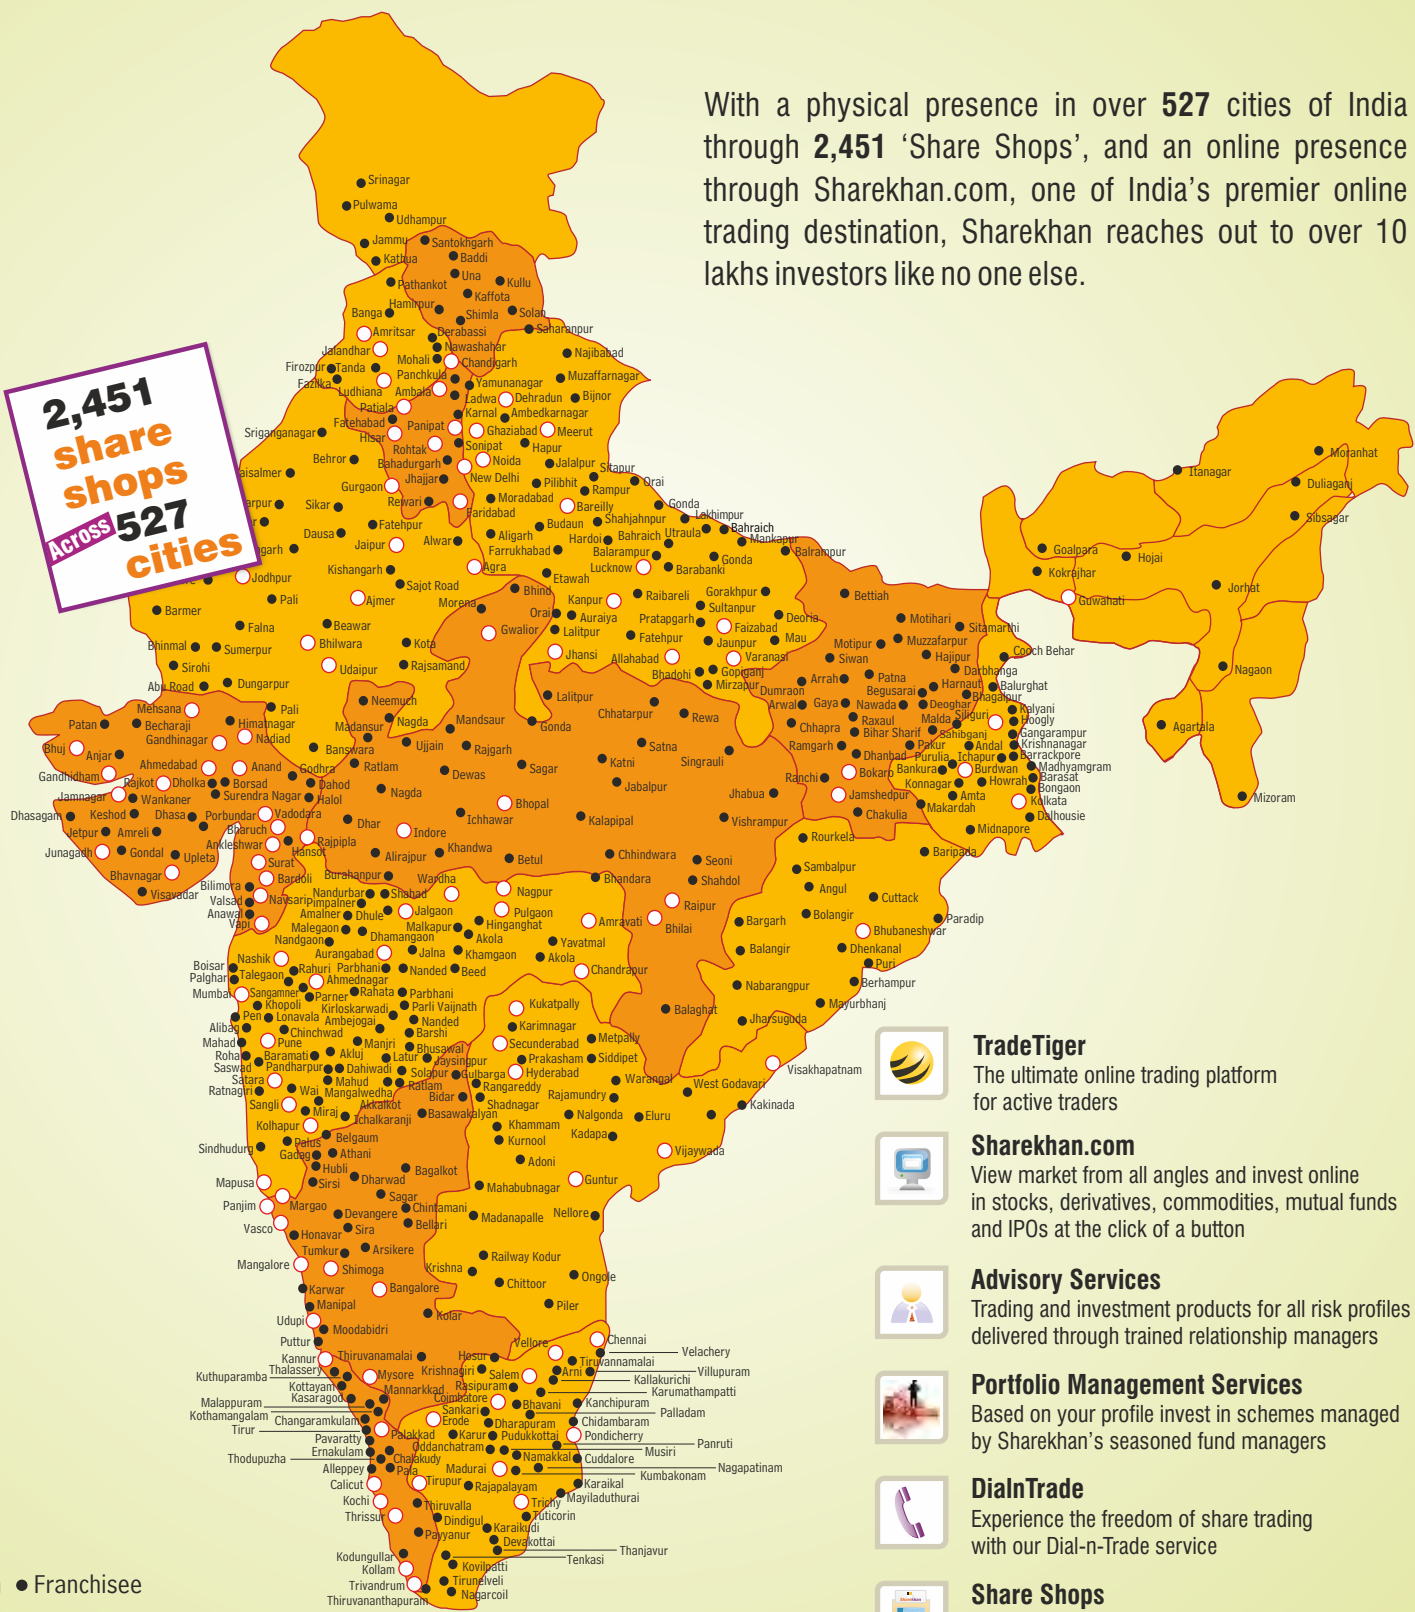 With a physical presence in over 527 cities of India
through 2,451 ‘Share Shops’, and an online presence
through Sharekhan.com, one of India’s premier online
trading destination, Sharekhan reaches out to over 10
lakhs investors like no one else.
2,451
share
shops
Across 527
cities
Srinagar
Pulwama
Udhampur
Jammu
Santokhgarh
Kathua
Baddi
Una
Pathankot
Kullu
Hamirpur
Kaffota
Banga
Shimla
Solan
Amritsar
Derabassi
Saharanpur
Jalandhar
Nawashahar
Mohali
Chandigarh
Najibabad
Firozpur
Tanda
Panchkula
Fazilka
Ludhiana
Ambala
Yamunanagar
Muzaffarnagar
Ladwa
Dehradun
Bijnor
Patiala
Karnal
Ambedkarnagar
Fatehabad
Panipat
Sriganganagar
Hisar
Ghaziabad
Meerut
Rohtak
Sonipat
Hapur
Behror
Bahadurgarh
Noida
Jalalpur
Sitapur
aisalmer
Jhajjar
New Delhi
Pilibhit
Orai
Gurgaon
Rampur
arpur
Sikar
Rewari
Moradabad
Bareilly
Gonda
Faridabad
Lakhimpur
Fatehpur
Budaun
Shahjahnpur
Bahraich
Dausa
Aligarh
Hardoi
Bahraich
Utraula
Mankapur
garh
Jaipur
Alwar
Farrukhabad
Balarampur
Gonda
Balrampur
Kishangarh
Agra
Lucknow
Barabanki
Jodhpur
Sajot Road
Etawah
Bhind
Raibareli
Gorakhpur
Bettiah
Pali
Ajmer
Morena
Kanpur
Sultanpur
Barmer
Orai
Auraiya
Pratapgarh
Deoria
Motihari
Falna
Beawar
Gwalior
Lalitpur
Faizabad
Sitamarthi
Bhinmal
Sumerpur
Bhilwara
Kota
Fatehpur
Jaunpur
Mau
Motipur
Muzzafarpur
Sirohi
Udaipur
Rajsamand
Jhansi
Allahabad
Varanasi
Siwan
Hajipur
Cooch Behar
Bhadohi
Gopiganj
Darbhanga
Abu Road
Dungarpur
Mirzapur
Arrah
Patna
Harnaut
Balurghat
Dumraon
Begusarai
Bhagalpur
Mehsana
Pali
Neemuch
Lalitpur
Arwal
Gaya
Nawada
Deoghar
Kalyani
Patan
Becharaji
Himatnagar
Madansur
Nagda
Mandsaur
Gonda
Chhatarpur
Rewa
Chhapra
Raxaul
Malda
Siliguri
Hoogly
Gandhinagar
Nadiad
Bihar Sharif
Sahibganj
Gangarampur
Bhuj
Anjar
Banswara
Ujjain
Rajgarh
Satna
Ramgarh
Pakur
Andal
Krishnanagar
Ahmedabad
Anand
Godhra
Ratlam
Katni
Singrauli
Dhanbad
Purulia
Ichapur
Barrackpore
Gandhidham
Rajkot
Dholka
Borsad
Dahod
Dewas
Sagar
Ranchi
Bokaro
Bankura
Burdwan
Madhyamgram
Jabalpur
Konnagar
Howrah
Barasat
Jamnagar
Wankaner
Surendra Nagar
Halol
Nagda
Jhabua
Jamshedpur
Amta
Bongaon
Bhopal
Kolkata
Dhasagam
Keshod
Dhasa
Porbundar
Vadodara
Dhar
Ichhawar
Kalapipal
Vishrampur
Chakulia
Makardah
Dalhousie
Jetpur
Amreli
Bharuch
Indore
Rourkela
Midnapore
Junagadh
Gondal
Upleta
Ankleshwar
Hansot
Rajpipla
Alirajpur
Khandwa
Betul
Chhindwara
Seoni
Baripada
Surat
Bhavnagar
Bardoli
Burahanpur
Wardha
Bhandara
Shahdol
Sambalpur
Visavadar
Bilimora
Nandurbar
Shahad
Nagpur
Angul
Cuttack
Valsad
Navsarip
Pimpalner
Anawal
Amalner
Dhule
Jalgaon
Pulgaon
Raipur
Bolangir
Paradip
Vapi
Malegaon
Malkapur
Hinganghat
Amravati
Bhilai
Bargarh
Bhubaneshwar
Nandgaon
Dhamangaon
Akola
Yavatmal
Aurangabad
Jalna
Khamgaon
Akola
Balangir
Dhenkanal
Nashik
Chandrapur
Puri
Boisar
Talegaon
Rahuri
Parbhani
Nanded
Beed
Palghar
Ahmednagar
Nabarangpur
Berhampur
Mumbai
Sangamner
Parner
Rahata
Parbhani
Kukatpally
Balaghat
Mayurbhanj
Khopoli
Kirloskarwadi
Parli Vaijnath
Pen
Lonavala
Ambejogai
Nanded
Karimnagar
Jharsuguda
Alibag
Chinchwad
Barshi
Mahad
Pune
Manjri
Bhusawal
Secunderabad
Metpally
Roha
Baramati
Akluj
Latur
Jaysingpur
Prakasham
Siddipet
Visakhapatnam
Saswad
Pandharpur
Dahiwadi
Solapur
Gulbarga
Hyderabad
Satara
Mahud
Ratlam
Rangareddy
Warangal
West Godavari
Ratnagiri
Wai
Mangalwedha
Bidar
Shadnagar
Rajamundry
Sangli
Miraj
Akkalkot
Basawakalyan
Kakinada
Ichalkaranji
Khammam
Nalgonda
Eluru
Kolhapur
Belgaum
Kurnool
Kadapa
Sindhudurg
Palus
Athani
Adoni
Vijaywada
Gadag
Hubli
Bagalkot
Mapusa
Sirsi
Dharwad
Mahabubnagar
Guntur
Sagar
Panjim
Margao
Devangere
Chintamani
Madanapalle
Nellore
Vasco
Honavar
Sira
Bellari
Tumkur
Arsikere
Railway Kodur
Mangalore
Shimoga
Krishna
Chittoor
Ongole
Karwar
Bangalore
Manipal
Kolar
Piler
Udupi
Moodabidri
Puttur
Vellore
Chennai
Kannur
Thiruvanamalai
Hosur
Tiruvannamalai
Velachery
Kuthuparamba
Thalassery
Mysore
Krishnagiri
Salem
Arni
Villupuram
Kottayam
Mannarkkad
Rasipuram
Kallakurichi
Malappuram
Kasaragod
Coimbatore
Bhavani
Kanchipuram
Karumathampatti
Kothamangalam
Changaramkulam
Sankari
Palladam
Tirur
Erode
Dharapuram
Chidambaram
Pavaratty
Palakkad
Karur
Pudukkottai
Pondicherry
Thodupuzha
Ernakulam
Chalakudy
Oddanchatram
Namakkal
Musiri
Panruti
Alleppey
Pala
Madurai
Cuddalore
Kumbakonam
Nagapatinam
Calicut
Tirupur
Rajapalayam
Karaikal
Kochi
Thiruvalla
Trichy
Mayiladuthurai
Thrissur
Dindigul
Tuticorin
Payyanur
Karaikudi
Devakottai
Kodungullar
Thanjavur
Kollam
Kovilpatti
Tenkasi
Trivandrum
Tirunelveli
Thiruvananthapuram
Nagarcoil
Itanagar
Moranhat
Duliaganj
Sibsagar
Goalpara
Hojai
Kokrajhar
Jorhat
Guwahati
Nagaon
Agartala
Mizoram
Franchisee
TradeTiger
The ultimate online trading platform
for active traders
Sharekhan.com
View market from all angles and invest online
in stocks, derivatives, commodities, mutual funds
and IPOs at the click of a button
Advisory Services
Trading and investment products for all risk profiles
delivered through trained relationship managers
Portfolio Management Services
Based on your profile invest in schemes managed
by Sharekhan’s seasoned fund managers
DialnTrade
Experience the freedom of share trading
with our Dial-n-Trade service
Share Shops